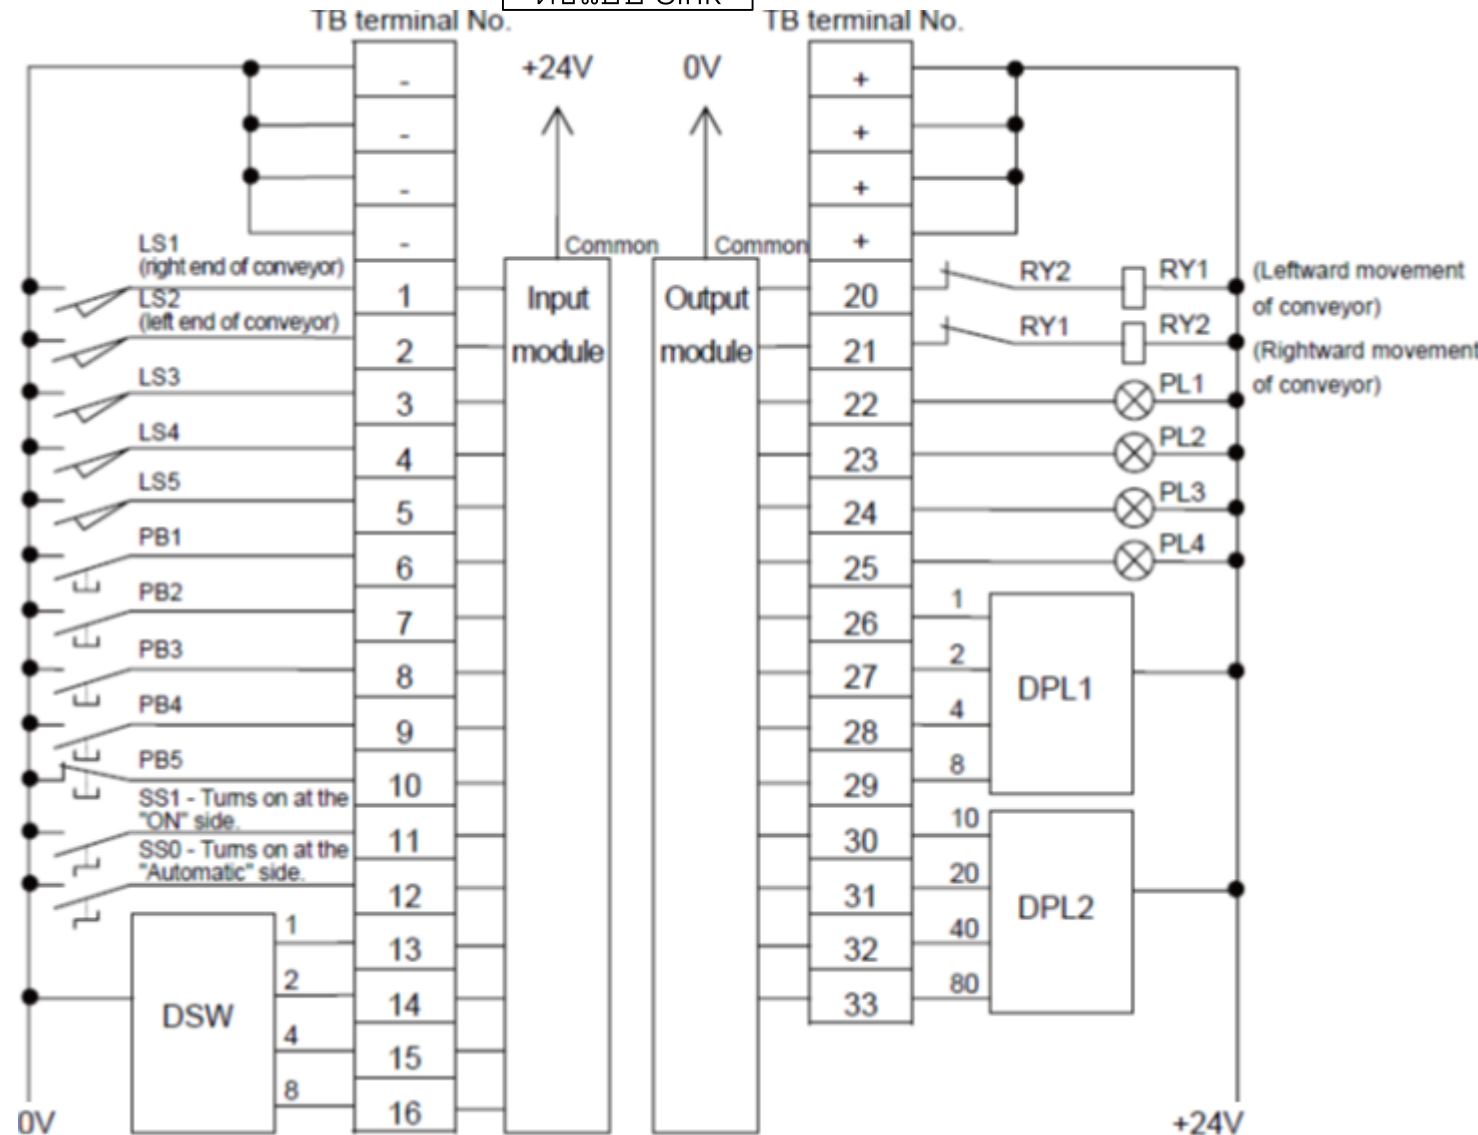 TB terminal No.
TB terminal No.
+24V
0V
-
-
-
-
+
+
+
+
Common
Common
Input
module
Output
module
LS1
(right end of conveyor)
LS2
(left end of conveyor)
LS3
LS4
LS5
PB1
PB2
PB3
PB4
PB5
SS1 - Turns on at the
"ON" side.
SS0 - Turns on at the
"Automatic" side.
DSW
1
2
4
8
0V
1
2
3
4
5
6
7
8
9
10
11
12
13
14
15
16
20
21
22
23
24
25
26
27
28
29
30
31
32
33
RY2
RY1
(Leftward movement
of conveyor)
RY1
RY2
(Rightward movement
of conveyor)
PL1
PL2
PL3
PL4
1
2
4
8
DPL1
10
20
40
80
DPL2
+24V